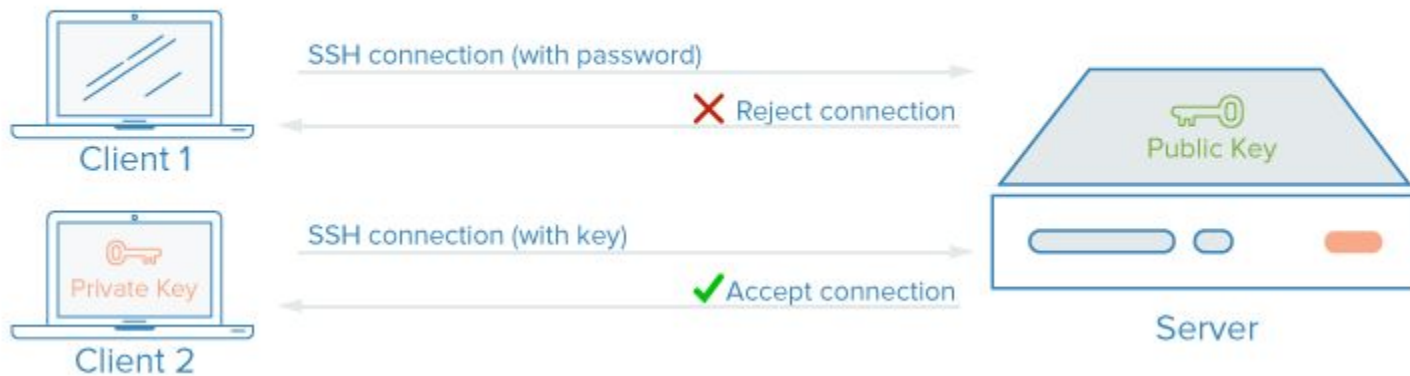 SSH connection (with password)
Reject connection
Client 1
Public Key
SSH connection (with key)
Private Key
Accept connection
Client 2
Server